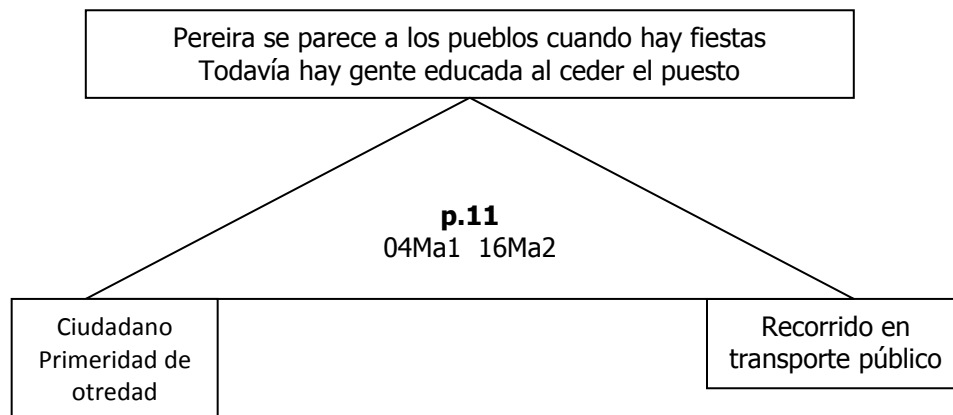 Pereira se parece a los pueblos cuando hay fiestas
Todavía hay gente educada al ceder el puesto
p.11
04Ma1 16Ma2
Ciudadano
Primeridad de
otredad
Recorrido en
transporte público